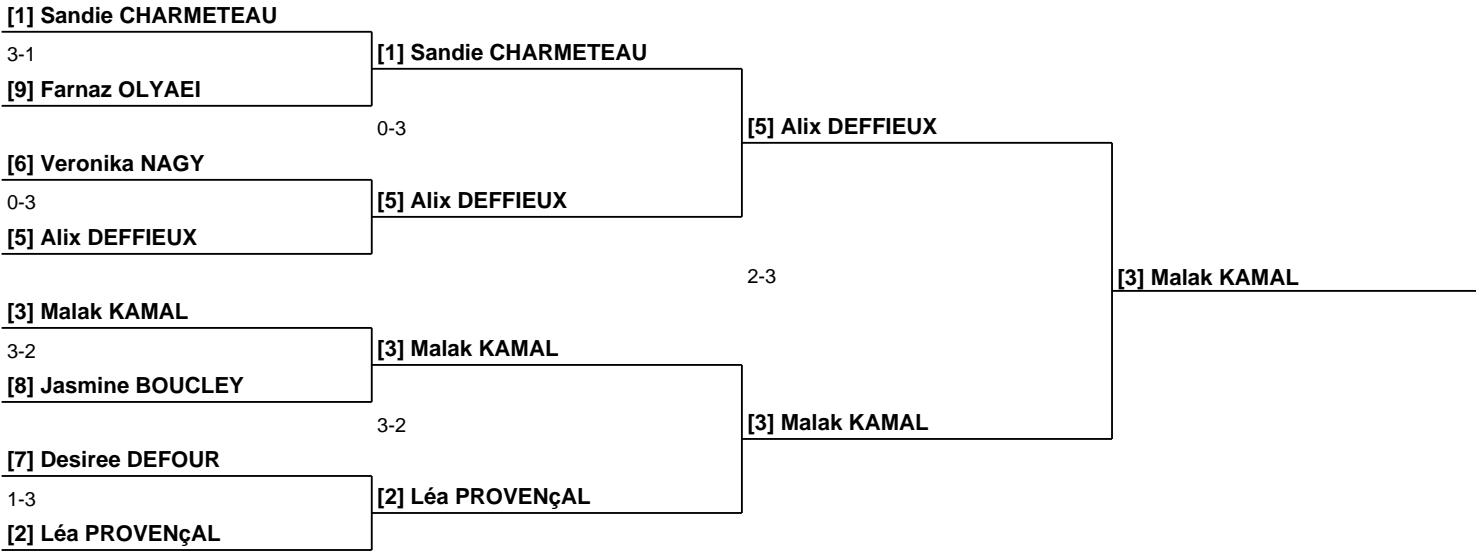 [1] Sandie CHARMETEAU
3-1
[1] Sandie CHARMETEAU
[9] Farnaz OLYAEI
0-3
[5] Alix DEFFIEUX
[6] Veronika NAGY
0-3
[5] Alix DEFFIEUX
[5] Alix DEFFIEUX
2-3
[3] Malak KAMAL
[3] Malak KAMAL
3-2
[3] Malak KAMAL
[8] Jasmine BOUCLEY
3-2
[3] Malak KAMAL
[7] Desiree DEFOUR
1-3
[2] Léa PROVENçAL
[2] Léa PROVENçAL